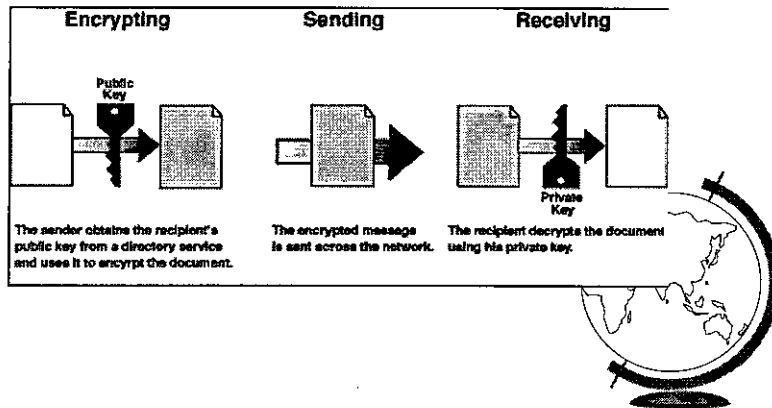 Encrypting
Sending
Receiving
Public
Key
Private
Key
The sender obtains the recipient's
public key from a directory service
and uses it to encyrpt the document.
The encrypted message
is sent across the network.
The recipient decrypts the document
using his private key.